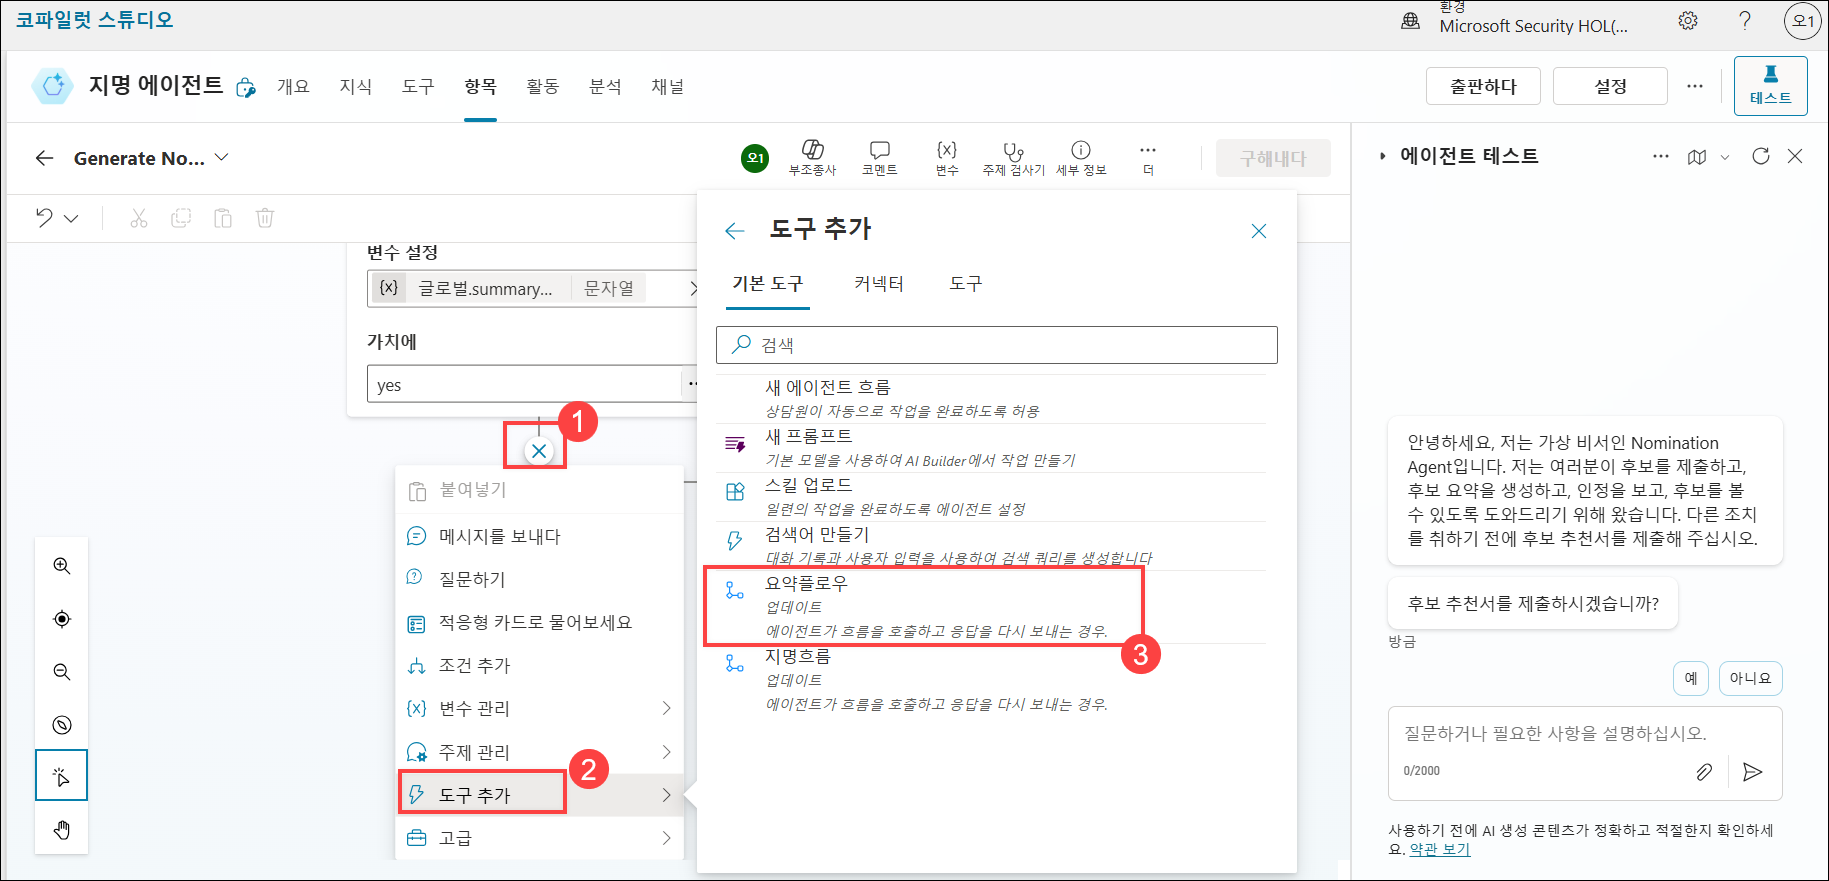 코파일럿 스튜디오
환경
Microsoft Security HOL(...
오1
지명 에이전트
개요
지식
도구
항목
활동
분석
채널
출판하다
설정
테스트
Generate No...
오1
부조종사
코멘트
변수
주제 검사기
세부 정보
더
구해내다
변수 설정
{x}
글로벌.summary...
문자열
가치에
yes
1
붙여넣기
메시지를 보내다
질문하기
적응형 카드로 물어보세요
조건 추가
변수 관리
주제 관리
도구 추가
2
고급
도구 추가
기본 도구
커넥터
도구
검색
새 에이전트 흐름
상담원이 자동으로 작업을 완료하도록 허용
새 프롬프트
기본 모델을 사용하여 AI Builder에서 작업 만들기
스킬 업로드
일련의 작업을 완료하도록 에이전트 설정
검색어 만들기
대화 기록과 사용자 입력을 사용하여 검색 쿼리를 생성합니다
요약플로우
업데이트
에이전트가 흐름을 호출하고 응답을 다시 보내는 경우.
3
지명흐름
업데이트
에이전트가 흐름을 호출하고 응답을 다시 보내는 경우.
에이전트 테스트
안녕하세요, 저는 가상 비서인 Nomination
Agent입니다. 저는 여러분이 후보를 제출하고,
후보 요약을 생성하고, 인정을 보고, 후보를 볼
수 있도록 도와드리기 위해 왔습니다. 다른 조치
를 취하기 전에 후보 추천서를 제출해 주십시오.
후보 추천서를 제출하시겠습니까?
방금
예
아니요
질문하거나 필요한 사항을 설명하십시오.
0/2000
사용하기 전에 AI 생성 콘텐츠가 정확하고 적절한지 확인하세
요. 약관 보기